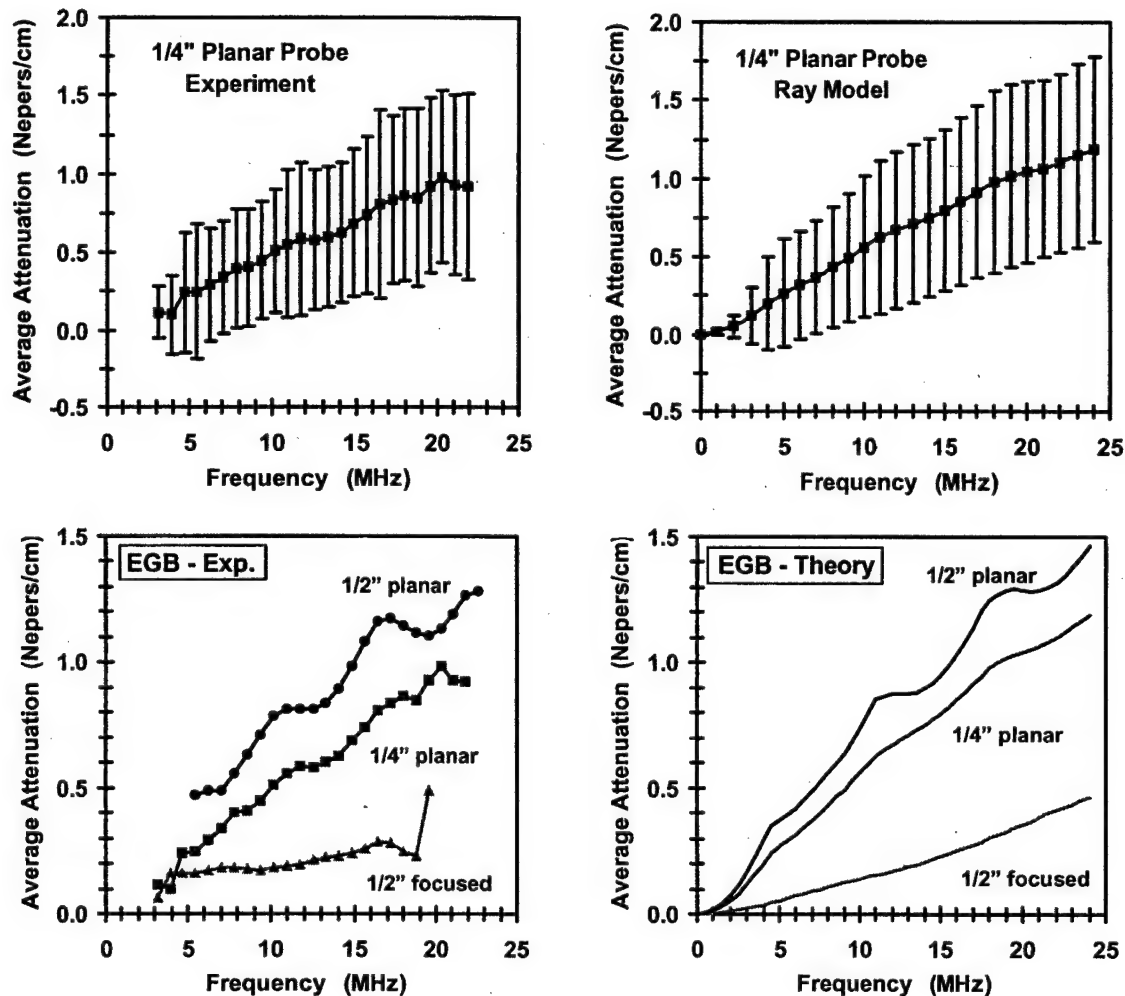 1/4" Planar Probe
Experiment
Average Attenuation (Nepers/cm)
2.0
1.5
1.0
0.5
0.0
-0.5
0 5 10 15 20 25
Frequency (MHz)
1/4" Planar Probe
Ray Model
Average Attenuation (Nepers/cm)
2.0
1.5
1.0
0.5
0.0
-0.5
0 5 10 15 20 25
Frequency (MHz)
EGB - Exp.
Average Attenuation (Nepers/cm)
1.5
1.0
0.5
0.0
1/2” planar
1/4” planar
1/2” focused
0 5 10 15 20 25
Frequency (MHz)
EGB - Theory
Average Attenuation (Nepers/cm)
1.5
1.0
0.5
0.0
1/2” planar
1/4” planar
1/2” focused
0 5 10 15 20 25
Frequency (MHz)